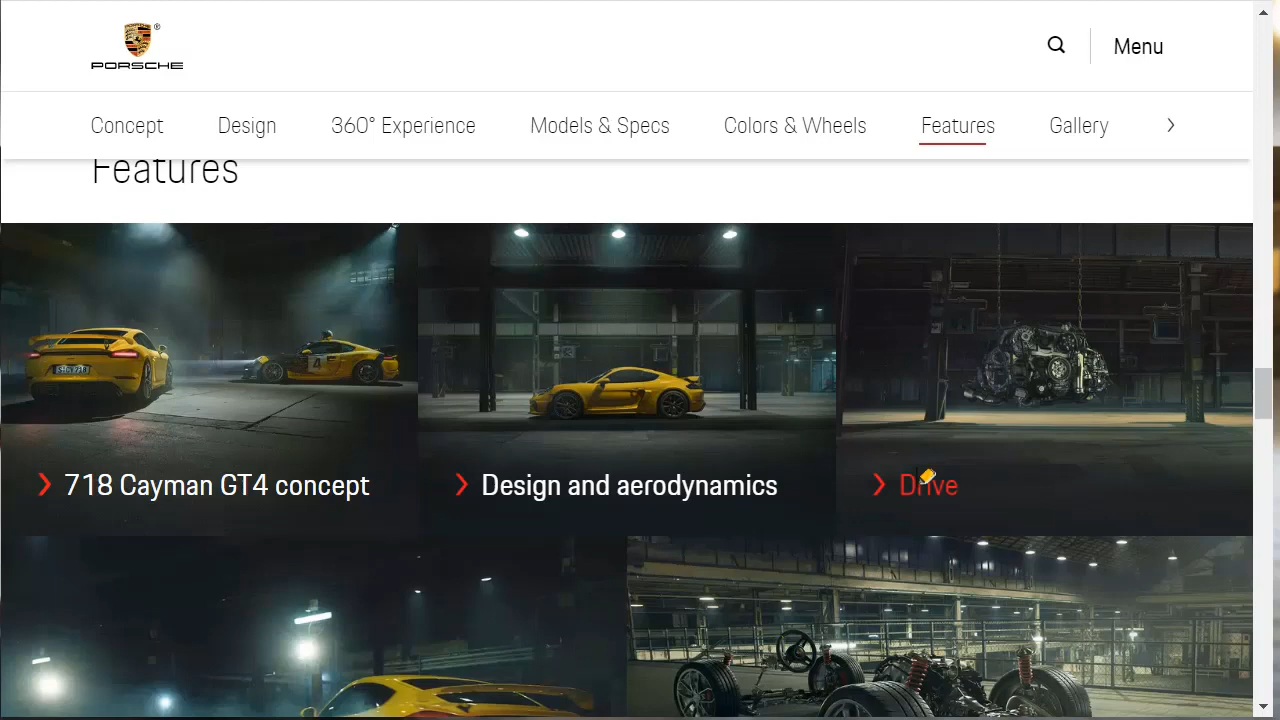 PORSCHE
®
Menu
Concept
Design
360° Experience
Models & Specs
Colors & Wheels
Features
Gallery
Features
718 Cayman GT4 concept
Design and aerodynamics
Drive
4